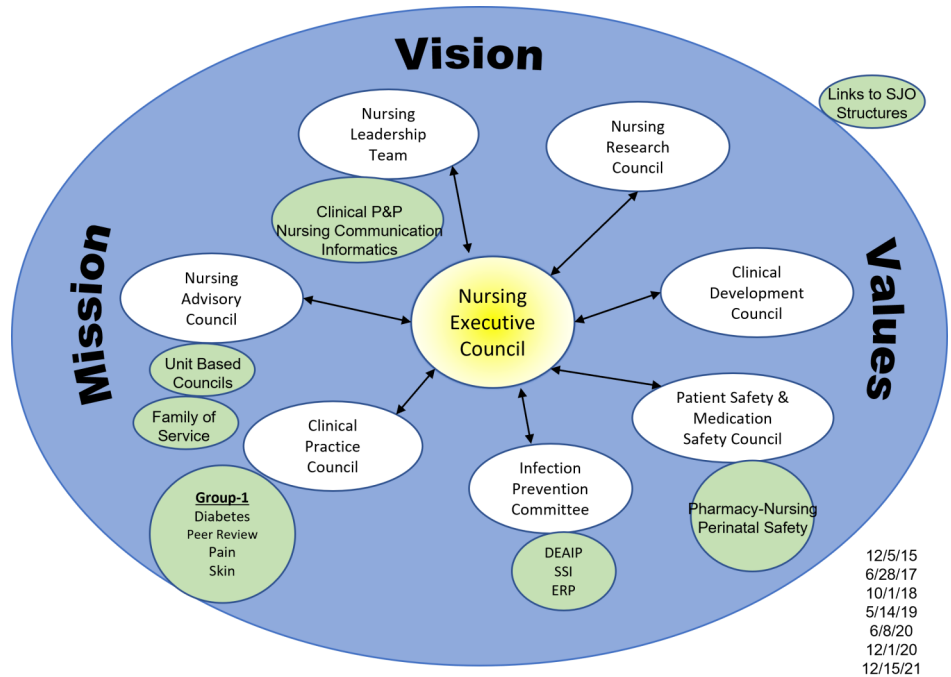 Vision
Links to SJO
Structures
Nursing
Leadership
Team
Nursing
Research
Council
Clinical P&P
Nursing Communication
Informatics
Mission
Values
Nursing
Advisory
Council
Nursing
Executive
Council
Clinical
Development
Council
Unit Based
Councils
Family of
Service
Clinical
Practice
Council
Patient Safety &
Medication
Safety Council
Infection
Prevention
Committee
Group-1
Diabetes
Peer Review
Pain
Skin
DEAIP
SSI
ERP
Pharmacy-Nursing
Perinatal Safety
12/5/15
6/28/17
10/1/18
5/14/19
6/8/20
12/1/20
12/15/21